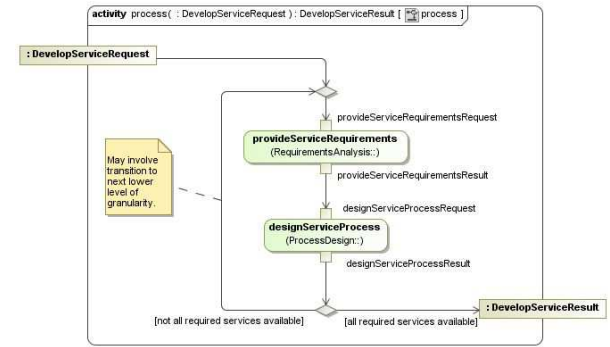 activity process( : DevelopServiceRequest ) : DevelopServiceResult [ process ]
: DevelopServiceRequest
provideServiceRequirementsRequest
provideServiceRequirements
(RequirementsAnalysis::)
May involve
transition to
next lower
level of
granularity.
provideServiceRequirementsResult
designServiceProcessRequest
designServiceProcess
(ProcessDesign::)
designServiceProcessResult
: DevelopServiceResult
[not all required services available]
[all required services available]